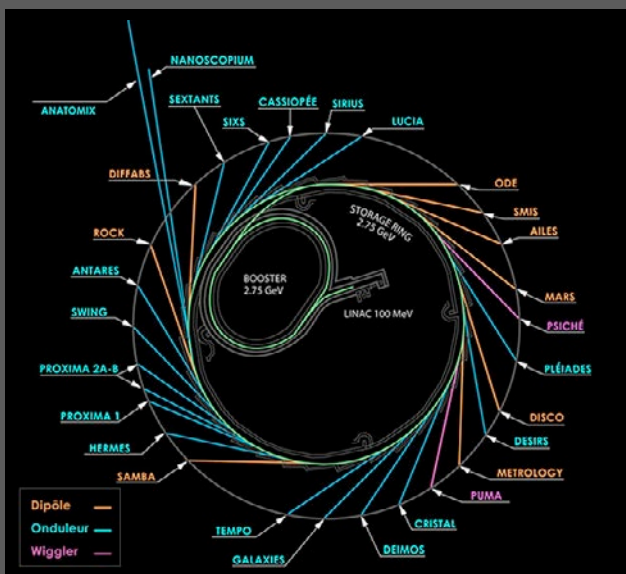 NANOSCOPIUM
ANATOMIX
SEXTANTS
SIXS
CASSIOPÉE
SIRIUS
LUCIA
DIFFABS
ROCK
ANTARES
SWING
PROXIMA 2A-B
PROXIMA 1
HERMES
SAMBA
ODE
SMIS
AILES
MARS
PSICHÉ
PLÉIADES
DISCO
DESIRS
METROLOGY
PUMA
CRISTAL
DEIMOS
GALAXIES
TEMPO
STORAGE RING
2.75 GeV
BOOSTER
2.75 GeV
LINAC 100 MeV
Dipôle
Onduleur
Wiggler